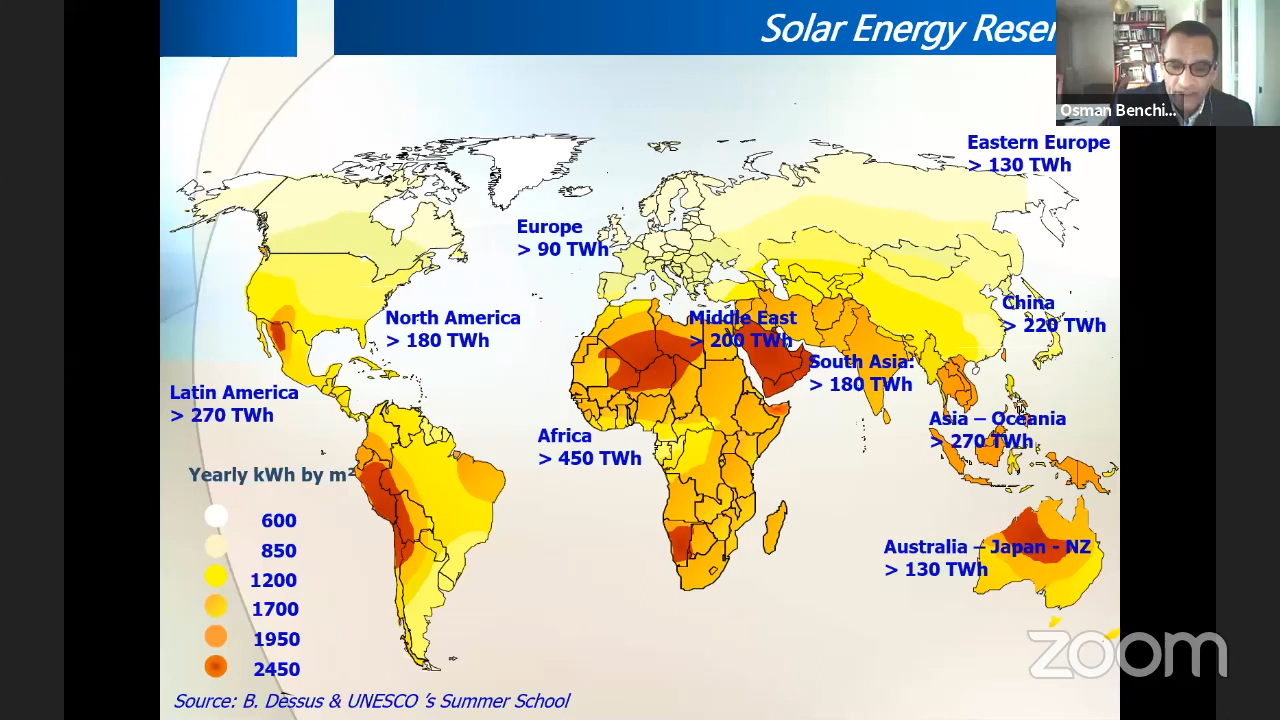 Solar Energy Reser
Osman Benchi...
Eastern Europe
> 130 TWh
Europe
> 90 TWh
China
> 220 TWh
North America
> 180 TWh
Middle East
> 200 TWh
South Asia:
> 180 TWh
Latin America
> 270 TWh
Asia – Oceania
> 270 TWh
Africa
> 450 TWh
Yearly kWh by m²
600
850
1200
1700
1950
2450
Australia – Japan - NZ
> 130 TWh
zoom
Source: B. Dessus & UNESCO 's Summer School